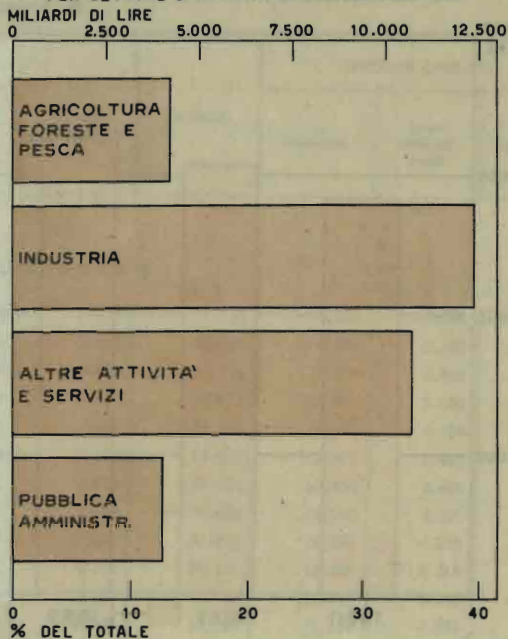 MILIARDI DI LIRE
0 2.500 5.000 7.500 10.000 12.500
AGRICOLTURA
FORESTE E
PESCA
INDUSTRIA
ALTRE ATTIVITA'
E SERVIZI
PUBBLICA
AMMINISTR.
0 10 20 30 40
% DEL TOTALE